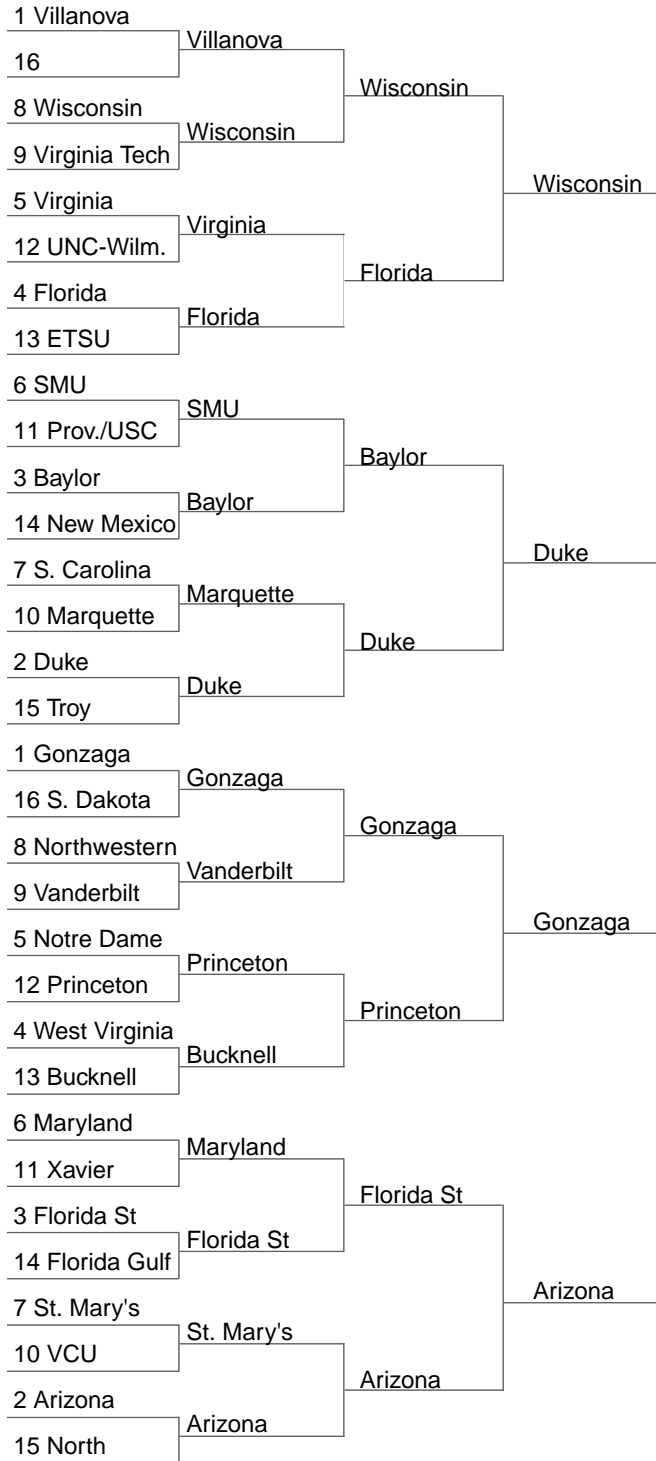 1 Villanova
16
8 Wisconsin
9 Virginia Tech
5 Virginia
12 UNC-Wilm.
4 Florida
13 ETSU
6 SMU
11 Prov./USC
3 Baylor
14 New Mexico
7 S. Carolina
10 Marquette
2 Duke
15 Troy
1 Gonzaga
16 S. Dakota
8 Northwestern
9 Vanderbilt
5 Notre Dame
12 Princeton
4 West Virginia
13 Bucknell
6 Maryland
11 Xavier
3 Florida St
14 Florida Gulf
7 St. Mary's
10 VCU
2 Arizona
15 North
Villanova
Wisconsin
Virginia
Florida
SMU
Baylor
Marquette
Duke
Gonzaga
Vanderbilt
Princeton
Bucknell
Maryland
Florida St
St. Mary's
Arizona
Wisconsin
Florida
Baylor
Duke
Gonzaga
Princeton
Florida St
Arizona
Wisconsin
Duke
Gonzaga
Arizona